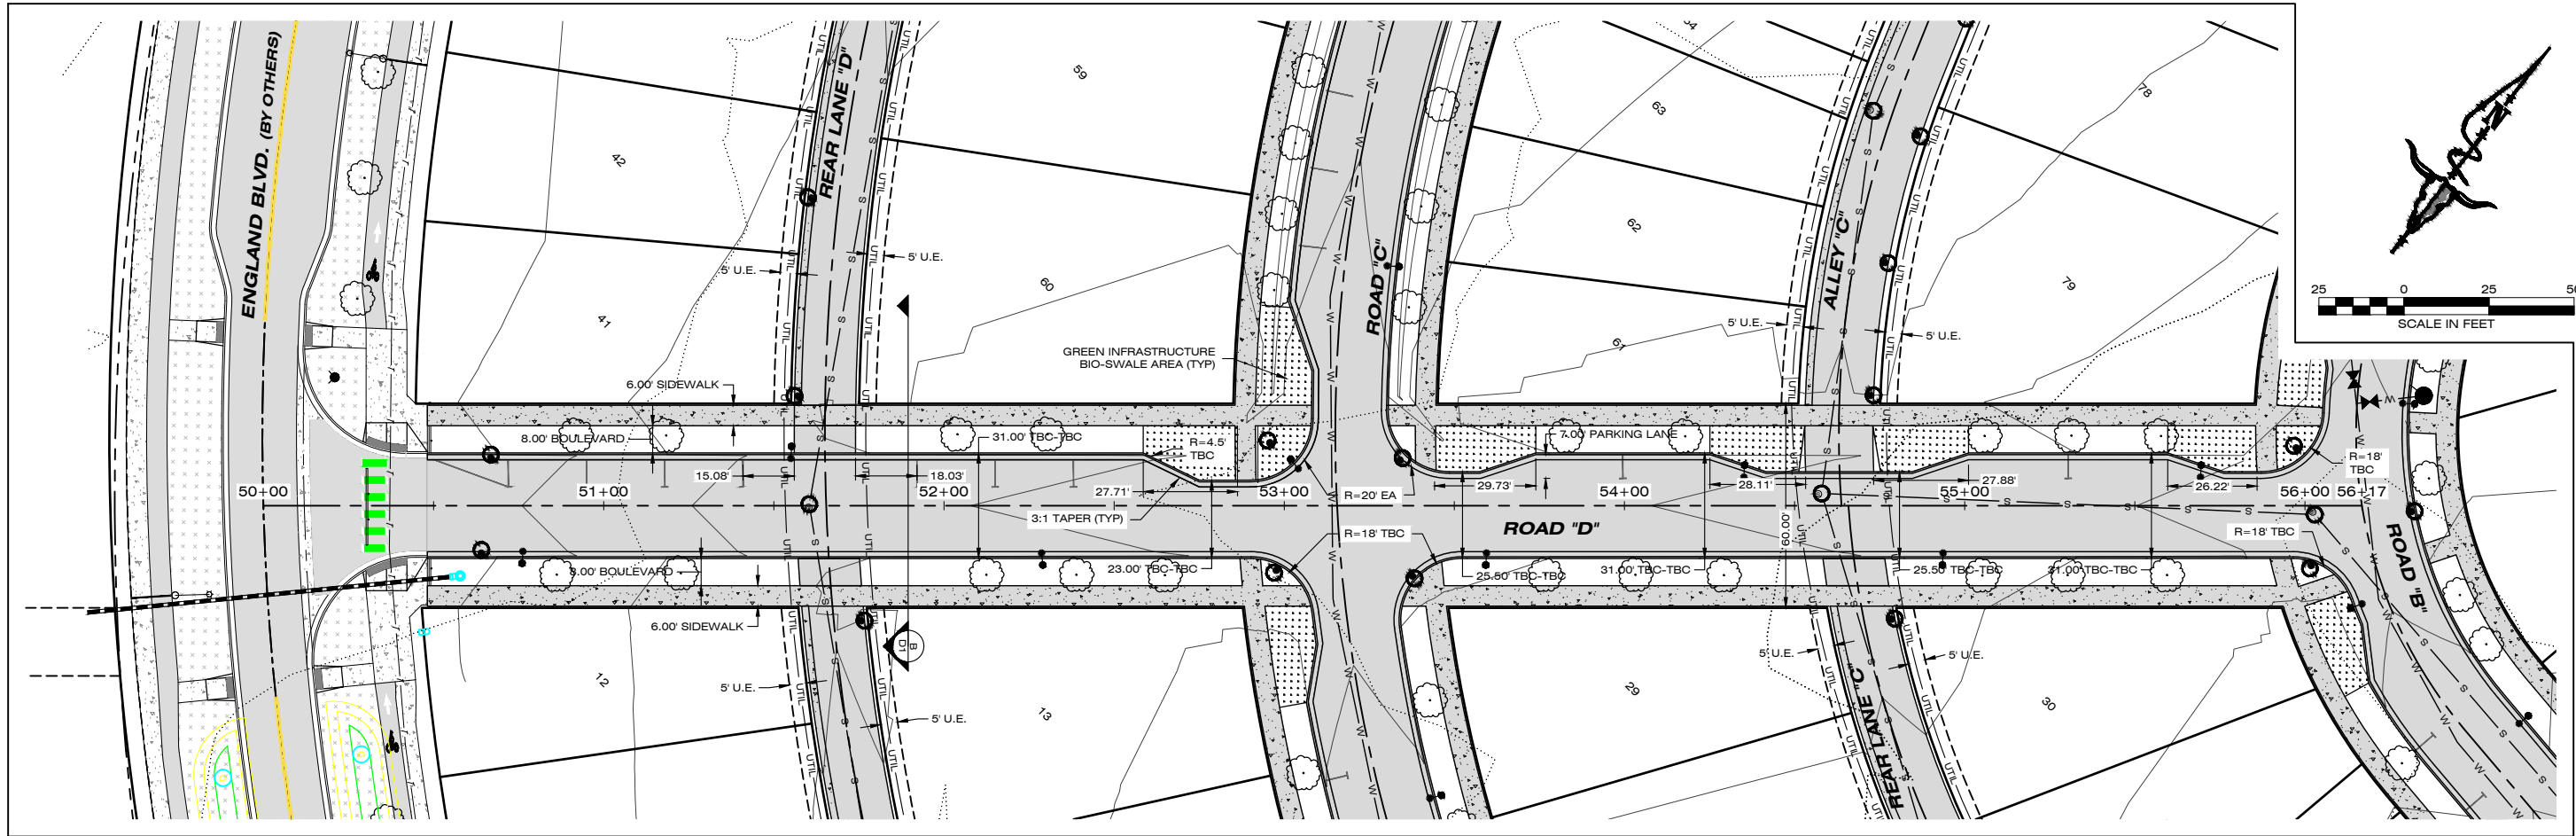 ENGLAND BLVD. (BY OTHERS)
REAR LANE "D"
ROAD "C"
ALLEY "C"
42
41
59
60
54
63
62
61
78
79
N
25 0 25 50
SCALE IN FEET
UTIL
S
W
5' U.E.
5' U.E.
5' U.E.
5' U.E.
GREEN INFRASTRUCTURE
BIO-SWALE AREA (TYP)
6.00' SIDEWALK
8.00' BOULEVARD
31.00' TBC-TBC
R=4.5'
TBC
7.00' PARKING LANE
R=18'
TBC
15.08'
18.03'
27.71'
R=20' EA
29.73'
28.11'
27.88'
26.22'
50+00
51+00
52+00
53+00
54+00
55+00
56+00
56+17
3:1 TAPER (TYP)
ROAD "D"
R=18' TBC
60.00'
R=18' TBC
ROAD "B"
8.00' BOULEVARD
23.00' TBC-TBC
25.50' TBC-TBC
31.00' TBC-TBC
25.50' TBC-TBC
31.00' TBC-TBC
6.00' SIDEWALK
B
D1
5' U.E.
5' U.E.
5' U.E.
5' U.E.
12
13
29
30
REAR LANE "C"